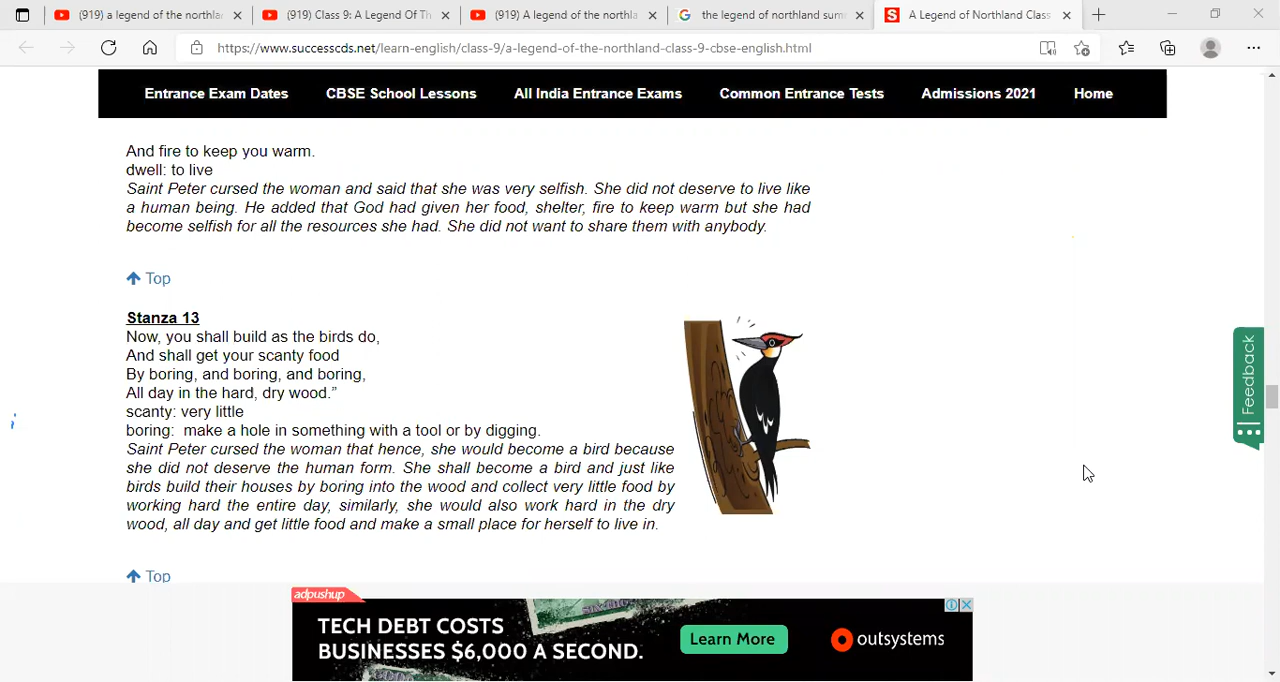 (919) a legend of the northla
(919) Class 9: A Legend Of Th
(919) A legend of the northla
the legend of northland sum
A Legend of Northland Class
https://www.successcds.net/learn-english/class-9/a-legend-of-the-northland-class-9-cbse-english.html
Entrance Exam Dates CBSE School Lessons All India Entrance Exams Common Entrance Tests Admissions 2021 Home
And fire to keep you warm.
dwell: to live
Saint Peter cursed the woman and said that she was very selfish. She did not deserve to live like
a human being. He added that God had given her food, shelter, fire to keep warm but she had
become selfish for all the resources she had. She did not want to share them with anybody.
Top
Stanza 13
Now, you shall build as the birds do,
And shall get your scanty food
By boring, and boring, and boring,
All day in the hard, dry wood.”
scanty: very little
boring: make a hole in something with a tool or by digging.
Saint Peter cursed the woman that hence, she would become a bird because
she did not deserve the human form. She shall become a bird and just like
birds build their houses by boring into the wood and collect very little food by
working hard the entire day, similarly, she would also work hard in the dry
wood, all day and get little food and make a small place for herself to live in.
Top
Feedback
adpushup
TECH DEBT COSTS
BUSINESSES $6,000 A SECOND.
Learn More
outsystems